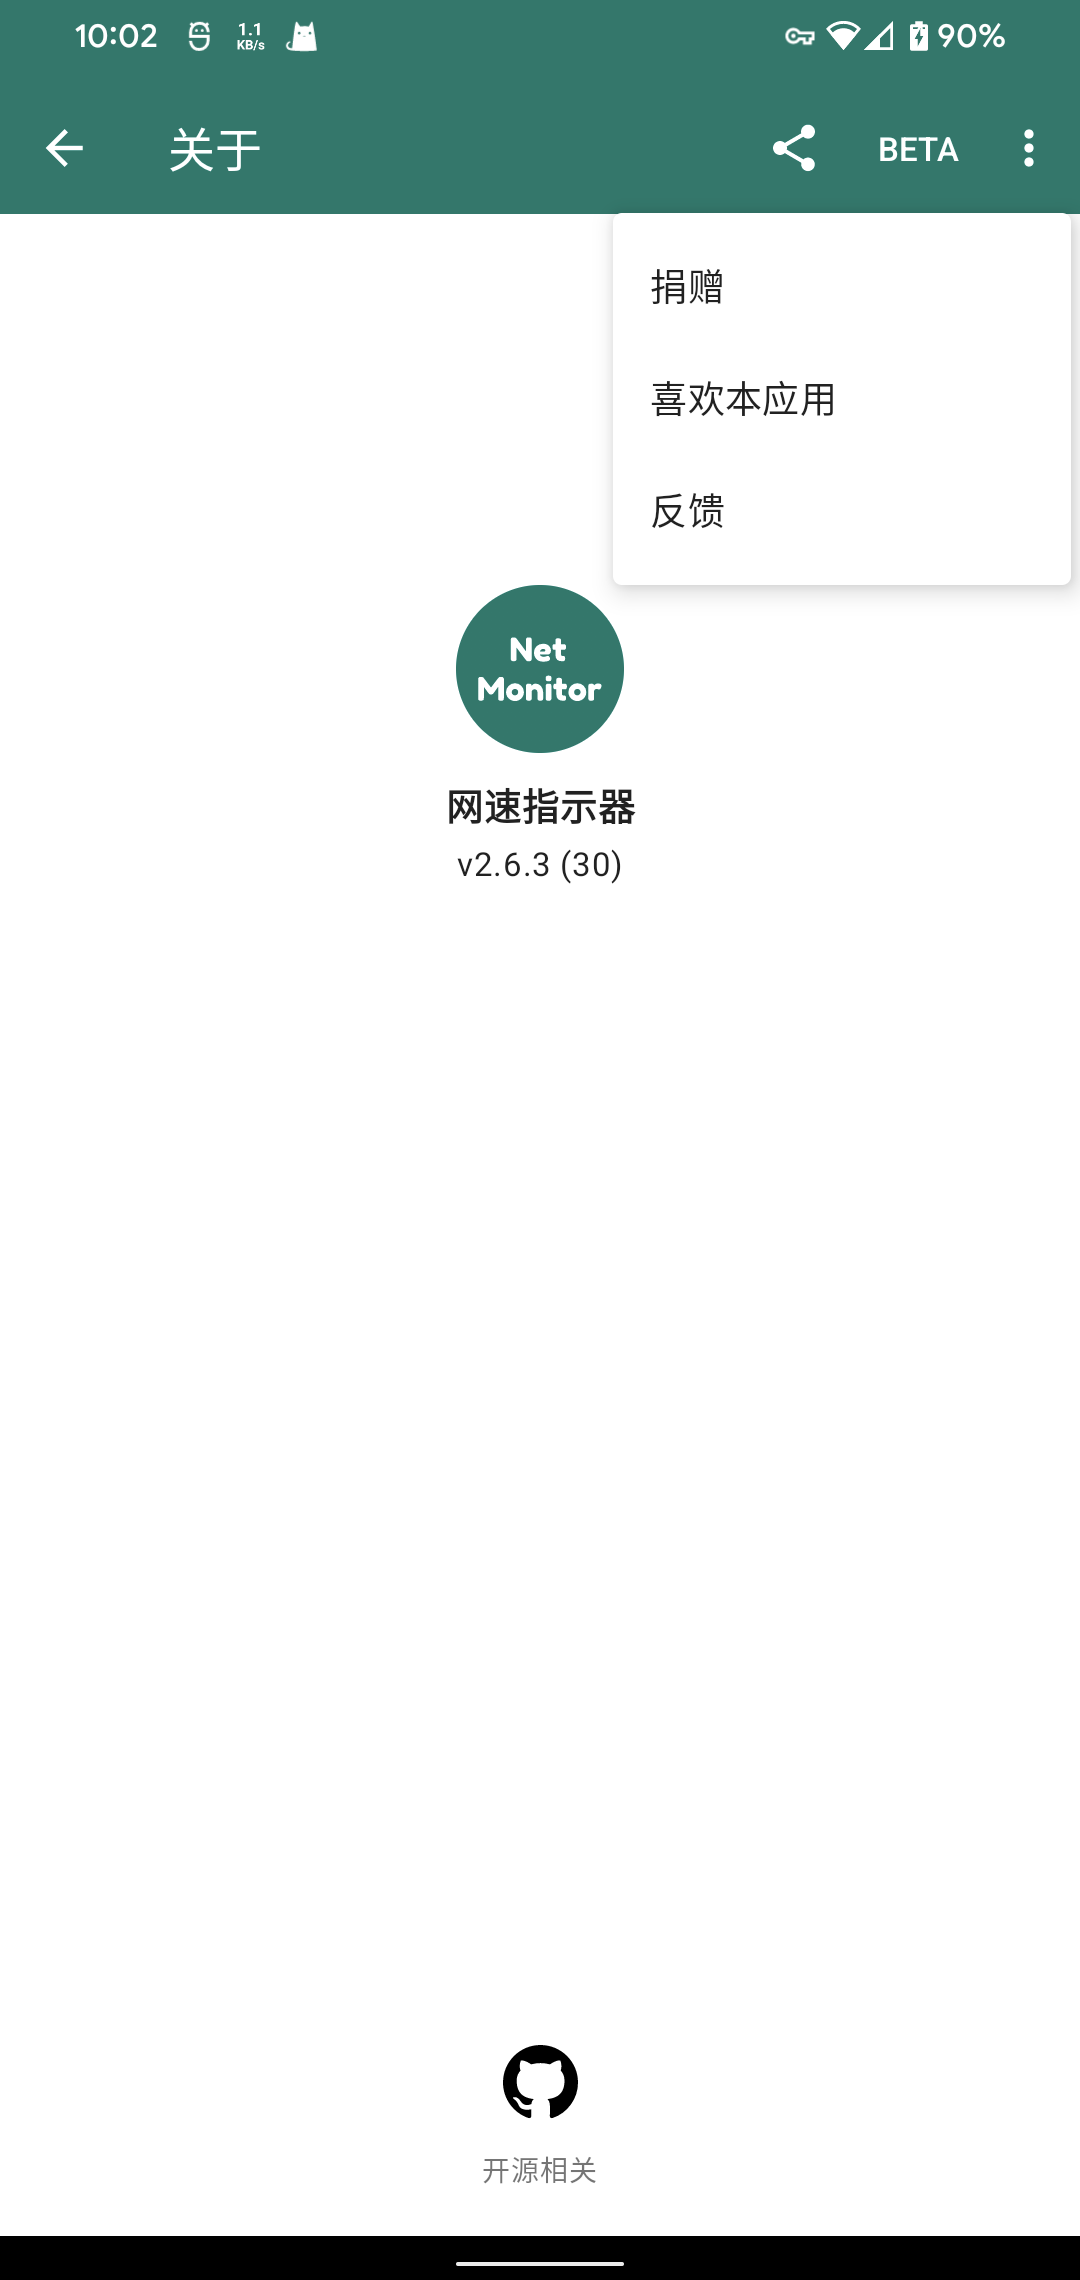 10:02
1.1
KB/s
90%
关于
BETA
捐赠
喜欢本应用
反馈
Net
Monitor
网速指示器
v2.6.3 (30)
开源相关